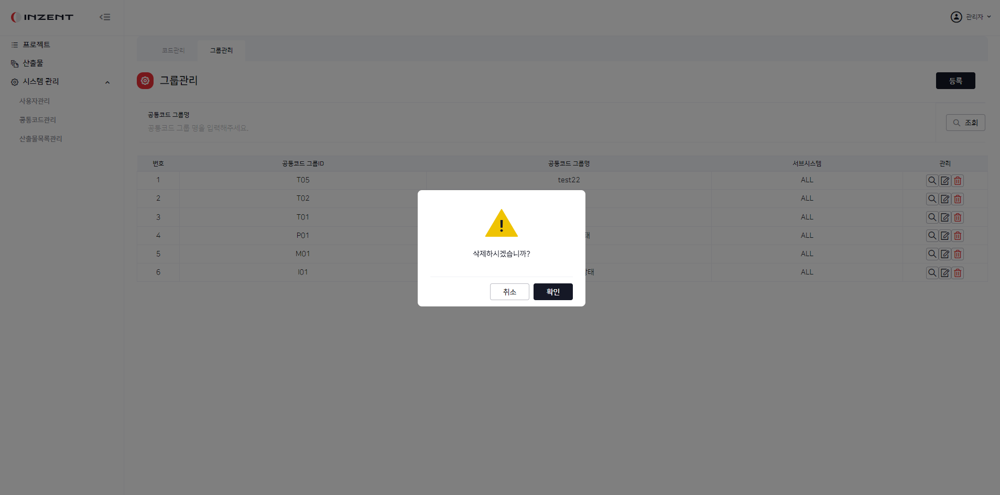 INZENT
관리자
프로젝트
산출물
시스템 관리
사용자관리
공통코드관리
산출물목록관리
코드관리
그룹관리
그룹관리
등록
공통코드 그룹명
공통코드 그룹 명을 입력해주세요.
조회
번호 공통코드 그룹ID 공통코드 그룹명 서브시스템 관리
1 T05 test22 ALL
2 T02 ALL
3 T01 ALL
4 P01 태 ALL
5 M01 ALL
6 I01 태 ALL
!
삭제하시겠습니까?
취소
확인